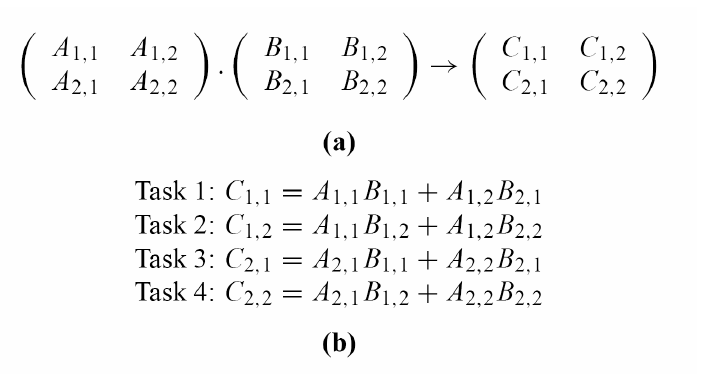 ( A1,1 A1,2 ) . ( B1,1 B1,2 ) → ( C1,1 C1,2 )
( A2,1 A2,2 ) ( B2,1 B2,2 ) ( C2,1 C2,2 )
(a)
Task 1: C1,1 = A1,1B1,1 + A1,2B2,1
Task 2: C1,2 = A1,1B1,2 + A1,2B2,2
Task 3: C2,1 = A2,1B1,1 + A2,2B2,1
Task 4: C2,2 = A2,1B1,2 + A2,2B2,2
(b)